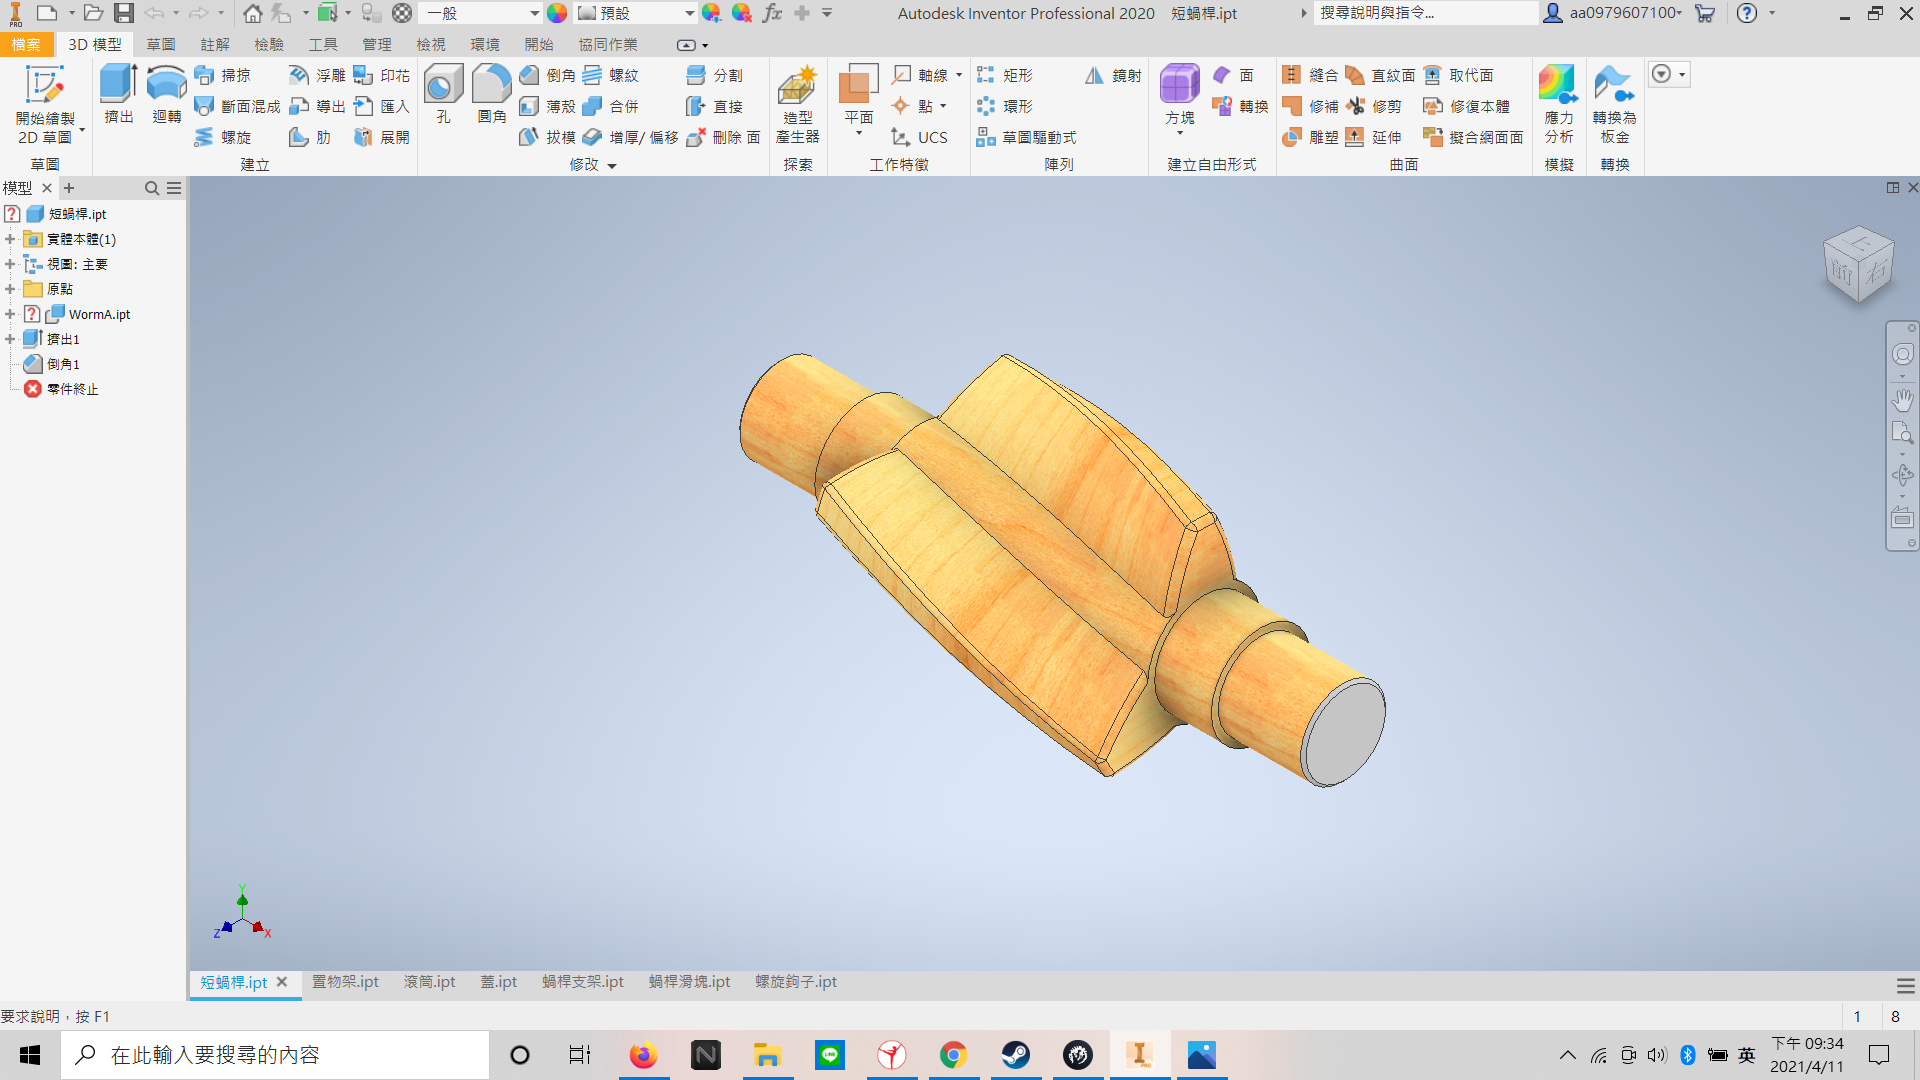 一般
預設
Autodesk Inventor Professional 2020 短蝸桿.ipt
搜尋說明與指令...
aa0979607100
PRO
檔案 3D 模型 草圖 註解 檢驗 工具 管理 檢視 環境 開始 協同作業
開始繪製
2D 草圖
草圖
擠出 迴轉
掃掠 浮雕 印花
斷面混成 導出 匯入
螺旋 肋 展開
建立
孔 圓角
倒角 螺紋 分割
薄殼 合併 直接
拔模 增厚/ 偏移 刪除 面
修改
造型
產生器
探索
平面
軸線
點
UCS
工作特徵
矩形 鏡射
環形
草圖驅動式
陣列
方塊
面
轉換
建立自由形式
縫合 直紋面 取代面
修補 修剪 修復本體
雕塑 延伸 擬合網面面
曲面
應力
分析
模擬
轉換為
板金
轉換
模型
短蝸桿.ipt
實體本體(1)
視圖: 主要
原點
WormA.ipt
擠出1
倒角1
零件終止
上
前 右
Y
Z X
短蝸桿.ipt 置物架.ipt 滾筒.ipt 蓋.ipt 蝸桿支架.ipt 蝸桿滑塊.ipt 螺旋鉤子.ipt
要求說明，按 F1
1 8
在此輸入要搜尋的內容
LINE
PRO
英
下午 09:34
2021/4/11